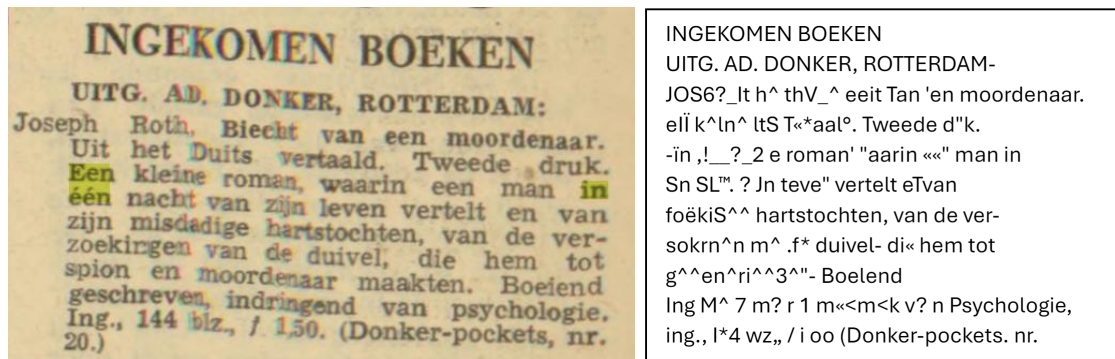 INGEKOMEN BOEKEN
UITG. AD. DONKER, ROTTERDAM:
Joseph Roth, Biecht van een moordenaar.
Uit het Duits vertaald. Tweede druk.
Een kleine roman, waarin een man in
één nacht van zijn leven vertelt en van
zijn misdadige hartstochten, van de ver-
zoekingen van de duivel, die hem tot
spion en moordenaar maakten. Boeiend
geschreven, indringend van psychologie.
Ing., 144 blz., ƒ 1,50. (Donker-pockets, nr.
20.)
INGEKOMEN BOEKEN
UITG. AD. DONKER, ROTTERDAM-
JOS6?_It h^ thV_^ eeit Tan 'en moordenaar.
elÏ k^ln^ ltS T«*aal°. Tweede d"k.
-ïn ,!__?_2 e roman' "aarin ««" man in
Sn SL™. ? Jn teve" vertelt eTvan
foëkiS^^ hartstochten, van de ver-
sokrn^n m^ .f* duivel- di« hem tot
g^^en^ri^^3^"- Boelend
Ing M^ 7 m? r 1 m«<m<k v? n Psychologie,
ing., I*4 wz„ / i oo (Donker-pockets. nr.